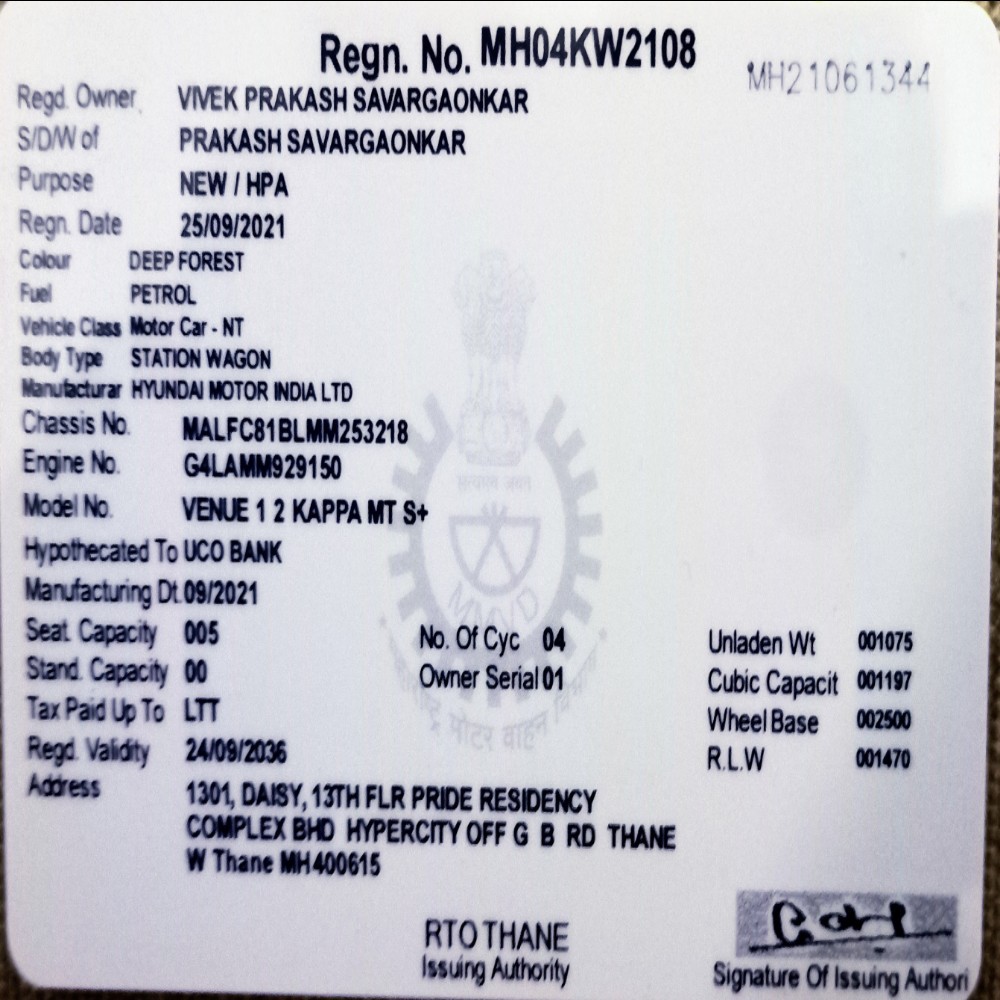 Regn. No. MH04KW2108
MH21061344
Regd. Owner VIVEK PRAKASH SAVARGAONKAR
S/D/W of PRAKASH SAVARGAONKAR
Purpose NEW / HPA
Regn. Date 25/09/2021
Colour DEEP FOREST
Fuel PETROL
Vehicle Class Motor Car - NT
Body Type STATION WAGON
Manufacturar HYUNDAI MOTOR INDIA LTD
Chassis No. MALFC81BLMM253218
Engine No. G4LAMM929150
Model No. VENUE 1 2 KAPPA MT S+
Hypothecated To UCO BANK
Manufacturing Dt. 09/2021
Seat. Capacity 005 No. Of Cyc 04 Unladen Wt 001075
Stand. Capacity 00 Owner Serial 01 Cubic Capacit 001197
Tax Paid Up To LTT Wheel Base 002500
Regd. Validity 24/09/2036 R.L.W 001470
MMVD
मोटर वाहन
Address 1301, DAISY, 13TH FLR PRIDE RESIDENCY
COMPLEX BHD HYPERCITY OFF G B RD THANE
W Thane MH 400615
RTO THANE
Issuing Authority
Signature Of Issuing Authori